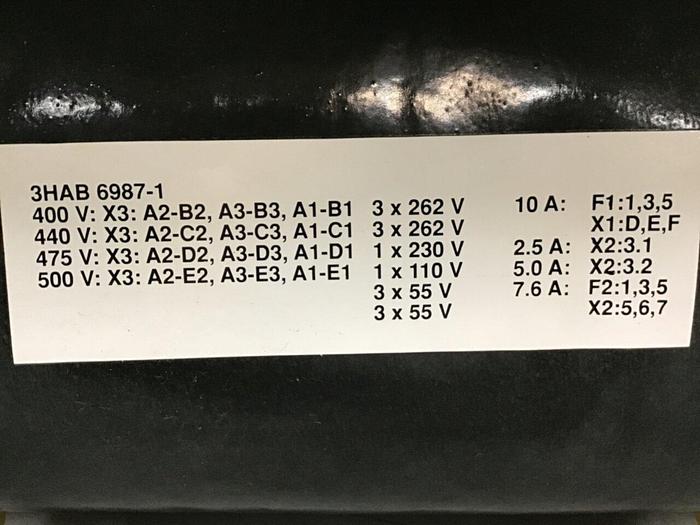 3HAB 6987-1
400 V: X3: A2-B2, A3-B3, A1-B1 3 x 262 V 10 A: F1:1,3,5
440 V: X3: A2-C2, A3-C3, A1-C1 3 x 262 V X1:D,E,F
475 V: X3: A2-D2, A3-D3, A1-D1 1 x 230 V 2.5 A: X2:3.1
500 V: X3: A2-E2, A3-E3, A1-E1 1 x 110 V 5.0 A: X2:3.2
3 x 55 V 7.6 A: F2:1,3,5
3 x 55 V X2:5,6,7